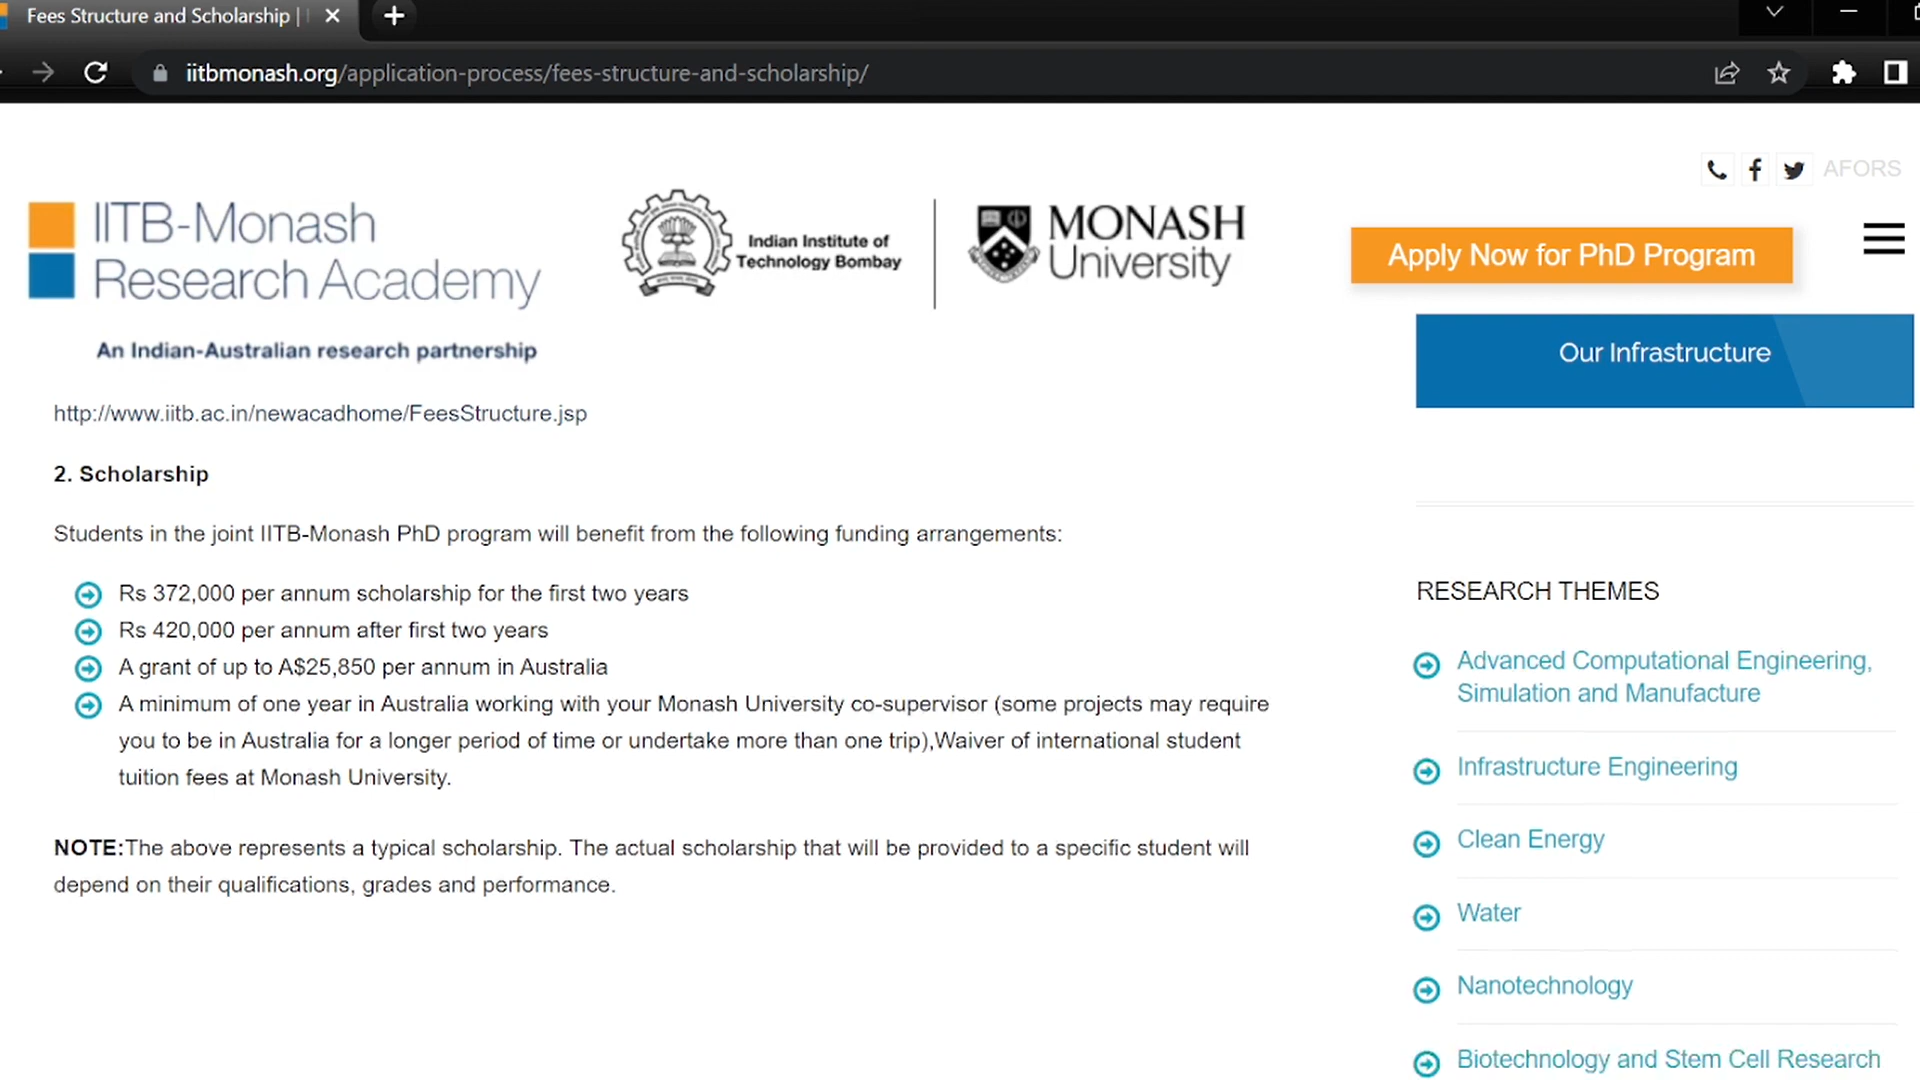 Fees Structure and Scholarship |
iitbmonash.org/application-process/fees-structure-and-scholarship/
AFORS
IITB-Monash
Research Academy
An Indian-Australian research partnership
Indian Institute of
Technology Bombay
MONASH
University
Apply Now for PhD Program
Our Infrastructure
http://www.iitb.ac.in/newacadhome/FeesStructure.jsp
2. Scholarship
Students in the joint IITB-Monash PhD program will benefit from the following funding arrangements:
Rs 372,000 per annum scholarship for the first two years
Rs 420,000 per annum after first two years
A grant of up to A$25,850 per annum in Australia
A minimum of one year in Australia working with your Monash University co-supervisor (some projects may require
you to be in Australia for a longer period of time or undertake more than one trip),Waiver of international student
tuition fees at Monash University.
NOTE:The above represents a typical scholarship. The actual scholarship that will be provided to a specific student will
depend on their qualifications, grades and performance.
RESEARCH THEMES
Advanced Computational Engineering,
Simulation and Manufacture
Infrastructure Engineering
Clean Energy
Water
Nanotechnology
Biotechnology and Stem Cell Research